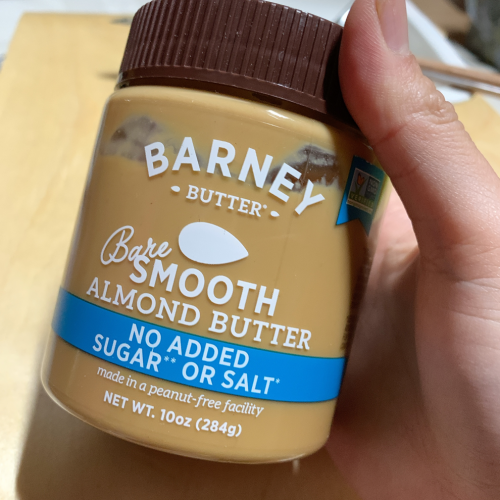 BARNEY
• BUTTER®* •
Bare
SMOOTH
ALMOND BUTTER
NO ADDED
SUGAR** OR SALT*
made in a peanut-free facility
NET WT. 10oz (284g)